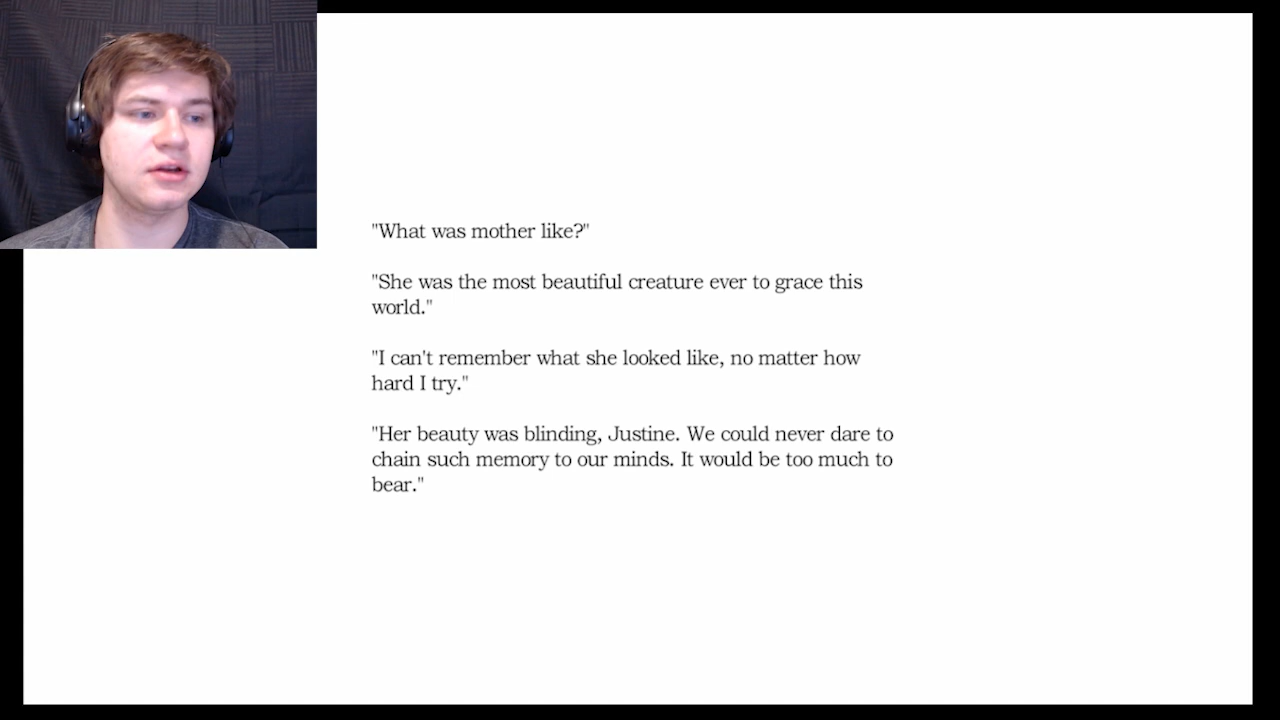 "What was mother like?"
"She was the most beautiful creature ever to grace this
world."
"I can't remember what she looked like, no matter how
hard I try."
"Her beauty was blinding, Justine. We could never dare to
chain such memory to our minds. It would be too much to
bear."